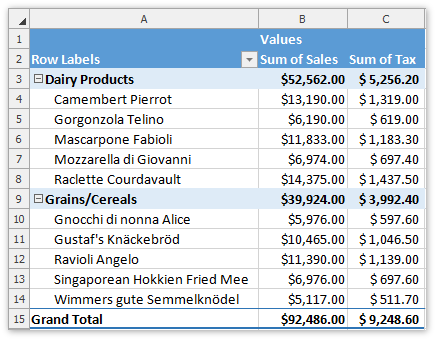 A B C
1 Values
2 Row Labels Sum of Sales Sum of Tax
3 Dairy Products $52,562.00 $ 5,256.20
4 Camembert Pierrot $13,190.00 $ 1,319.00
5 Gorgonzola Telino $6,190.00 $ 619.00
6 Mascarpone Fabioli $11,833.00 $ 1,183.30
7 Mozzarella di Giovanni $6,974.00 $ 697.40
8 Raclette Courdavault $14,375.00 $ 1,437.50
9 Grains/Cereals $39,924.00 $ 3,992.40
10 Gnocchi di nonna Alice $5,976.00 $ 597.60
11 Gustaf's Knäckebröd $10,465.00 $ 1,046.50
12 Ravioli Angelo $11,390.00 $ 1,139.00
13 Singaporean Hokkien Fried Mee $6,976.00 $ 697.60
14 Wimmers gute Semmelknödel $5,117.00 $ 511.70
15 Grand Total $92,486.00 $ 9,248.60